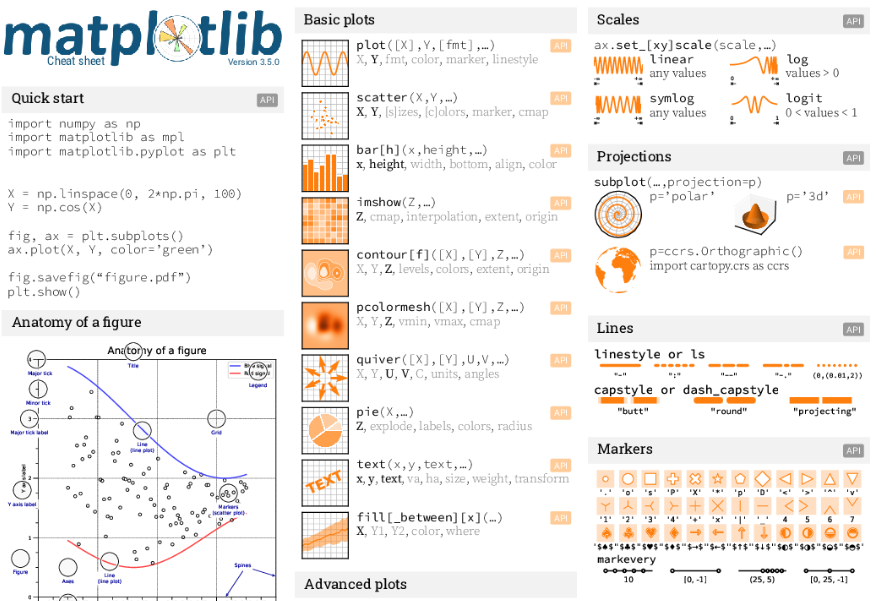 matplotlib
Cheat sheet
Version 3.5.0
Quick start
API
import numpy as np
import matplotlib as mpl
import matplotlib.pyplot as plt
X = np.linspace(0, 2*np.pi, 100)
Y = np.cos(X)
fig, ax = plt.subplots()
ax.plot(X, Y, color='green')
fig.savefig(“figure.pdf”)
plt.show()
Anatomy of a figure
Anatomy of a figure
Blue signal
Red signal
Major tick
Title
Legend
Minor tick
Major tick label
Line
(line plot)
Grid
Y axis label
Markers
(scatter plot)
Figure
Axes
Line
(line plot)
Spines
4
3
2
1
0
Basic plots
plot([X],Y,[fmt],…)
API
X, Y, fmt, color, marker, linestyle
scatter(X,Y,…)
API
X, Y, [s]izes, [c]olors, marker, cmap
bar[h](x,height,…)
API
x, height, width, bottom, align, color
imshow(Z,…)
API
Z, cmap, interpolation, extent, origin
contour[f]([X],[Y],Z,…)
API
X, Y, Z, levels, colors, extent, origin
pcolormesh([X],[Y],Z,…)
API
X, Y, Z, vmin, vmax, cmap
quiver([X],[Y],U,V,…)
API
X, Y, U, V, C, units, angles
pie(X,…)
API
Z, explode, labels, colors, radius
TEXT
text(x,y,text,…)
API
x, y, text, va, ha, size, weight, transform
fill[_between][x](…)
API
X, Y1, Y2, color, where
Advanced plots
Scales
API
ax.set_[xy]scale(scale,…)
linear
any values
log
values > 0
symlog
any values
logit
0 < values < 1
Projections
API
subplot(…,projection=p)
p='polar'
p='3d'
API
p=ccrs.Orthographic()
API
import cartopy.crs as ccrs
Lines
API
linestyle or ls
"-"
":"
"--"
"-."
(0,(0.01,2))
capstyle or dash_capstyle
"butt"
"round"
"projecting"
Markers
API
'.' 'o' 's' 'P' 'X' '*' 'p' 'D' '<' '>' '^' 'v'
'1' '2' '3' '4' '+' 'x' '|' '_' 4 5 6 7
"$♠$" "$♣$" "$♥$" "$♦$" "$→$" "$←$" "$↑$" "$↓$" "$◐$" "$◑$" "$◒$" "$◓$"
markevery
10
[0, -1]
(25, 5)
[0, 25, -1]